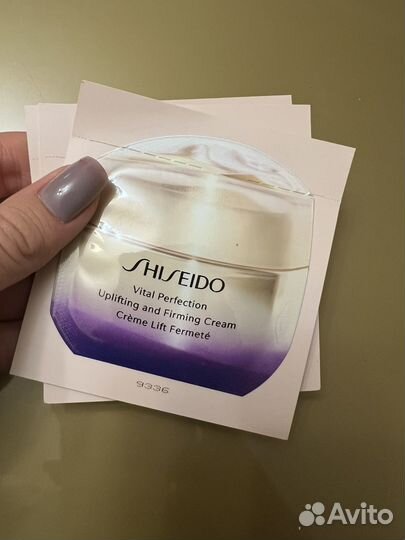 SHISEIDO
Vital Perfection
Uplifting and Firming Cream
Crème Lift Fermeté
9336
Avito